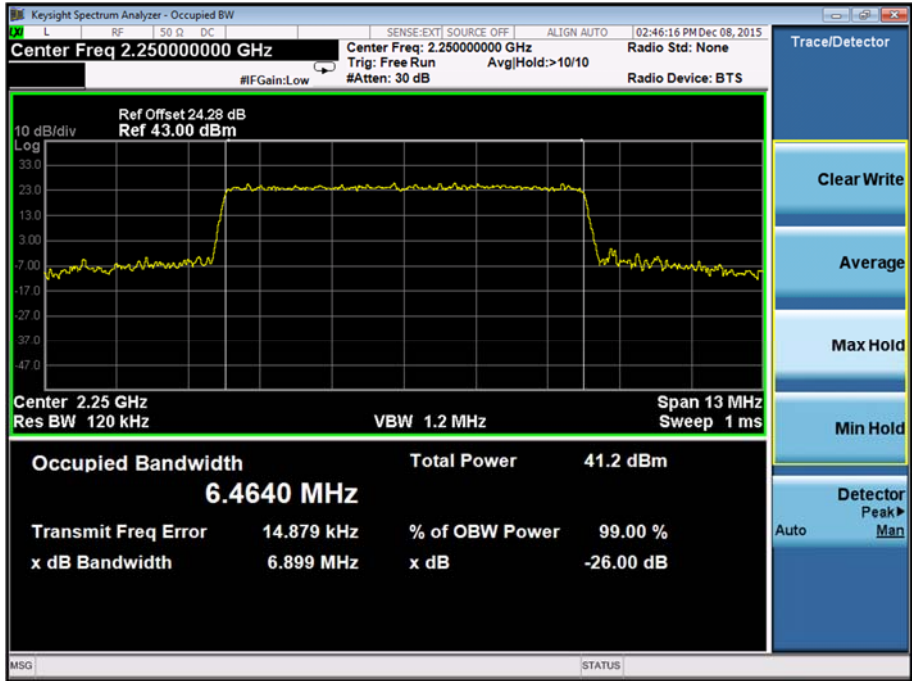 Keysight Spectrum Analyzer - Occupied BW
LXI L RF 50 Ω DC SENSE:EXT SOURCE OFF ALIGN AUTO 02:46:16 PM Dec 08, 2015
Center Freq 2.250000000 GHz
Center Freq: 2.250000000 GHz Radio Std: None
Trig: Free Run Avg|Hold:>10/10
#IFGain:Low #Atten: 30 dB Radio Device: BTS
Ref Offset 24.28 dB
10 dB/div Ref 43.00 dBm
Log
33.0
23.0
13.0
3.00
-7.00
-17.0
-27.0
-37.0
-47.0
Center 2.25 GHz Span 13 MHz
Res BW 120 kHz VBW 1.2 MHz Sweep 1 ms
Occupied Bandwidth Total Power 41.2 dBm
6.4640 MHz
Transmit Freq Error 14.879 kHz % of OBW Power 99.00 %
x dB Bandwidth 6.899 MHz x dB -26.00 dB
MSG STATUS
Trace/Detector
Clear Write
Average
Max Hold
Min Hold
Detector
Peak▶
Auto Man